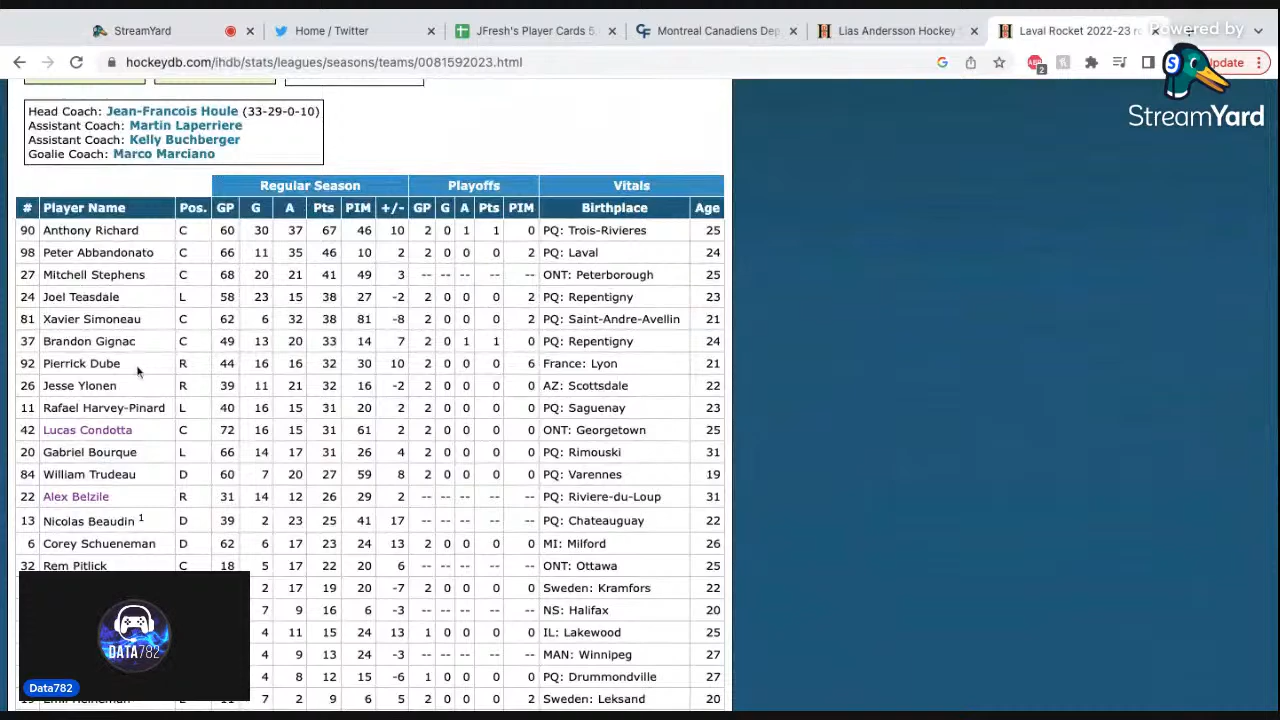 StreamYard
Home / Twitter
JFresh's Player Cards 5.
Montreal Canadiens Dep
Lias Andersson Hockey
Laval Rocket 2022-23 ro
Powered by
hockeydb.com/ihdb/stats/leagues/seasons/teams/0081592023.html
2
Update
StreamYard
Head Coach: Jean-Francois Houle (33-29-0-10)
Assistant Coach: Martin Laperriere
Assistant Coach: Kelly Buchberger
Goalie Coach: Marco Marciano
Regular Season Playoffs Vitals
# Player Name Pos. GP G A Pts PIM +/- GP G A Pts PIM Birthplace Age
90 Anthony Richard C 60 30 37 67 46 10 2 0 1 1 0 PQ: Trois-Rivieres 25
98 Peter Abbandonato C 66 11 35 46 10 2 2 0 0 0 2 PQ: Laval 24
27 Mitchell Stephens C 68 20 21 41 49 3 -- -- -- -- -- ONT: Peterborough 25
24 Joel Teasdale L 58 23 15 38 27 -2 2 0 0 0 2 PQ: Repentigny 23
81 Xavier Simoneau C 62 6 32 38 81 -8 2 0 0 0 2 PQ: Saint-Andre-Avellin 21
37 Brandon Gignac C 49 13 20 33 14 7 2 0 1 1 0 PQ: Repentigny 24
92 Pierrick Dube R 44 16 16 32 30 10 2 0 0 0 6 France: Lyon 21
26 Jesse Ylonen R 39 11 21 32 16 -2 2 0 0 0 0 AZ: Scottsdale 22
11 Rafael Harvey-Pinard L 40 16 15 31 20 2 2 0 0 0 0 PQ: Saguenay 23
42 Lucas Condotta C 72 16 15 31 61 2 2 0 0 0 0 ONT: Georgetown 25
20 Gabriel Bourque L 66 14 17 31 26 4 2 0 0 0 0 PQ: Rimouski 31
84 William Trudeau D 60 7 20 27 59 8 2 0 0 0 0 PQ: Varennes 19
22 Alex Belzile R 31 14 12 26 29 2 -- -- -- -- -- PQ: Riviere-du-Loup 31
13 Nicolas Beaudin 1 D 39 2 23 25 41 17 -- -- -- -- -- PQ: Chateauguay 22
6 Corey Schueneman D 62 6 17 23 24 13 2 0 0 0 0 MI: Milford 26
32 Rem Pitlick C 18 5 17 22 20 6 -- -- -- -- -- ONT: Ottawa 25
2 17 19 20 -7 2 0 0 0 0 Sweden: Kramfors 22
7 9 16 6 -3 -- -- -- -- -- NS: Halifax 20
4 11 15 24 13 1 0 0 0 0 IL: Lakewood 25
4 9 13 24 -3 -- -- -- -- -- MAN: Winnipeg 27
4 8 12 15 -6 1 0 0 0 0 PQ: Drummondville 27
7 2 9 6 5 2 0 0 0 2 Sweden: Leksand 20
DATA782
Data782